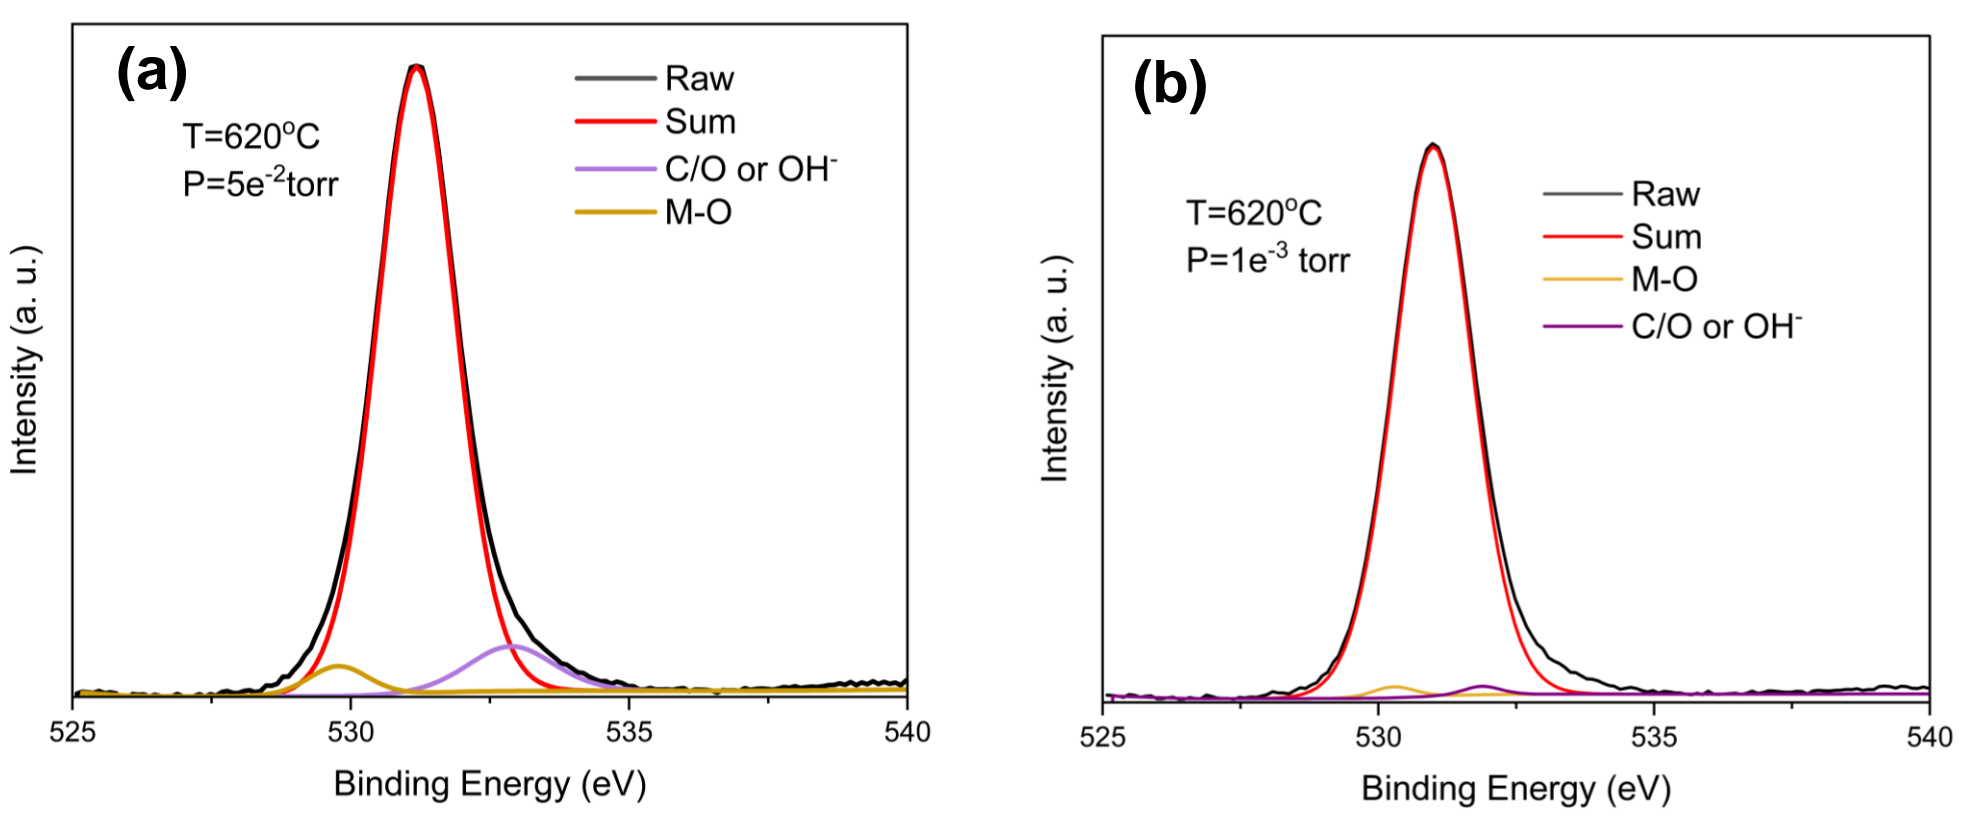 (a)
T=620°C
P=5e⁻²torr
Raw
Sum
C/O or OH⁻
M-O
Intensity (a. u.)
525 530 535 540
Binding Energy (eV)
(b)
T=620°C
P=1e⁻³ torr
Raw
Sum
M-O
C/O or OH⁻
Intensity (a. u.)
525 530 535 540
Binding Energy (eV)